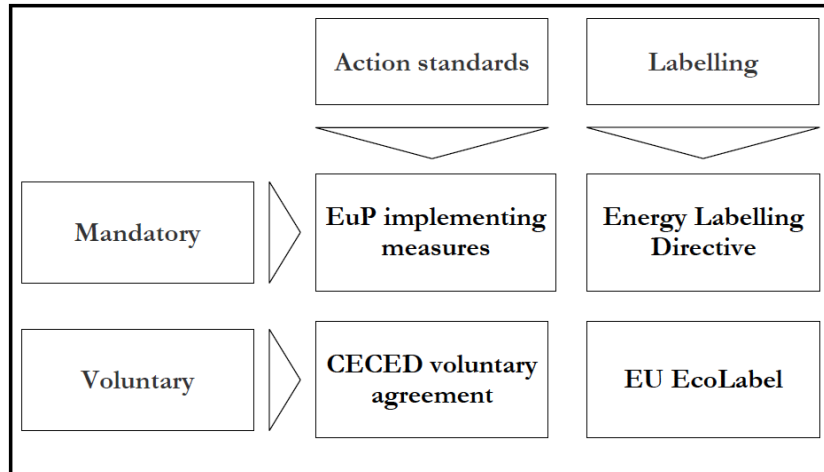 Action standards
Labelling
Mandatory
EuP implementing
measures
Energy Labelling
Directive
Voluntary
CECED voluntary
agreement
EU EcoLabel